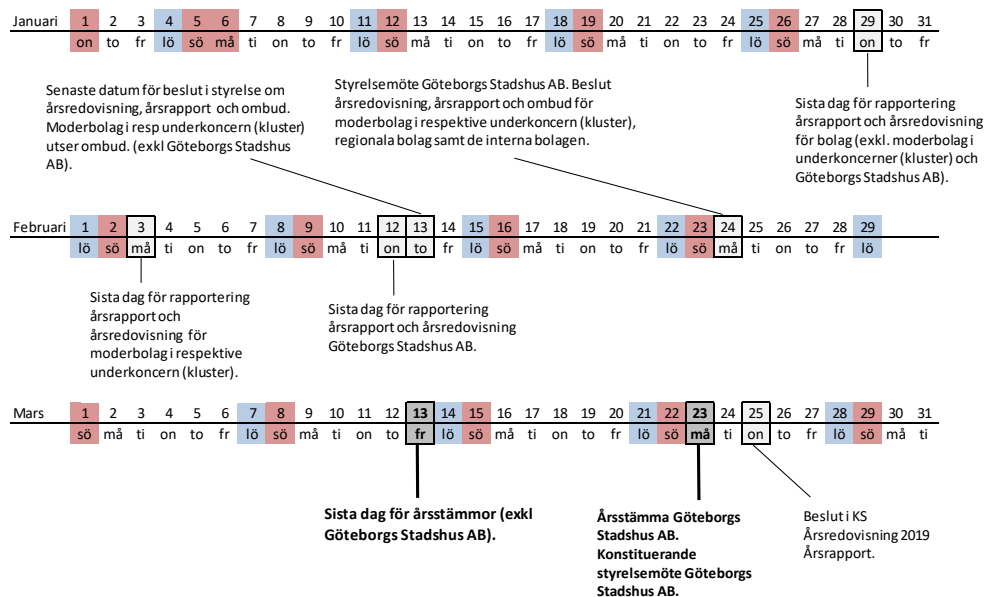 Januari 1 2 3 4 5 6 7 8 9 10 11 12 13 14 15 16 17 18 19 20 21 22 23 24 25 26 27 28 29 30 31
on to fr lö sö må ti on to fr lö sö må ti on to fr lö sö må ti on to fr lö sö må ti on to fr
Senaste datum för beslut i styrelse om
årsredovisning, årsrapport och ombud.
Moderbolag i resp underkoncern (kluster)
utser ombud. (exkl Göteborgs Stadshus
AB).
Styrelsemöte Göteborgs Stadshus AB. Beslut
årsredovisning, årsrapport och ombud för
moderbolag i respektive underkoncern (kluster),
regionala bolag samt de interna bolagen.
Sista dag för rapportering
årsrapport och årsredovisning
för bolag (exkl. moderbolag i
underkoncerner (kluster) och
Göteborgs Stadshus AB).
Februari 1 2 3 4 5 6 7 8 9 10 11 12 13 14 15 16 17 18 19 20 21 22 23 24 25 26 27 28 29
lö sö må ti on to fr lö sö må ti on to fr lö sö må ti on to fr lö sö må ti on to fr lö
Sista dag för rapportering
årsrapport och
årsredovisning för
moderbolag i respektive
underkoncern (kluster).
Sista dag för rapportering
årsrapport och årsredovisning
Göteborgs Stadshus AB.
Mars 1 2 3 4 5 6 7 8 9 10 11 12 13 14 15 16 17 18 19 20 21 22 23 24 25 26 27 28 29 30 31
sö må ti on to fr lö sö må ti on to fr lö sö må ti on to fr lö sö må ti on to fr lö sö må ti
Sista dag för årsstämmor (exkl
Göteborgs Stadshus AB).
Årsstämma Göteborgs
Stadshus AB.
Konstituerande
styrelsemöte Göteborgs
Stadshus AB.
Beslut i KS
Årsredovisning 2019
Årsrapport.